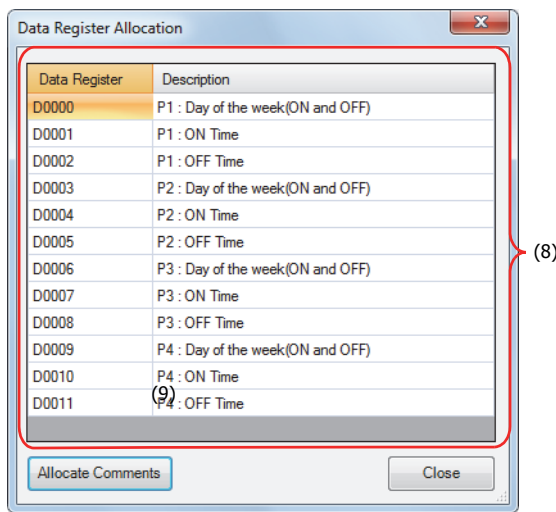 Data Register Allocation
Data Register Description
D0000 P1 : Day of the week(ON and OFF)
D0001 P1 : ON Time
D0002 P1 : OFF Time
D0003 P2 : Day of the week(ON and OFF)
D0004 P2 : ON Time
D0005 P2 : OFF Time
D0006 P3 : Day of the week(ON and OFF)
D0007 P3 : ON Time
D0008 P3 : OFF Time
D0009 P4 : Day of the week(ON and OFF)
D0010 P4 : ON Time
D0011 P4 : OFF Time
(8)
(9)
Allocate Comments Close